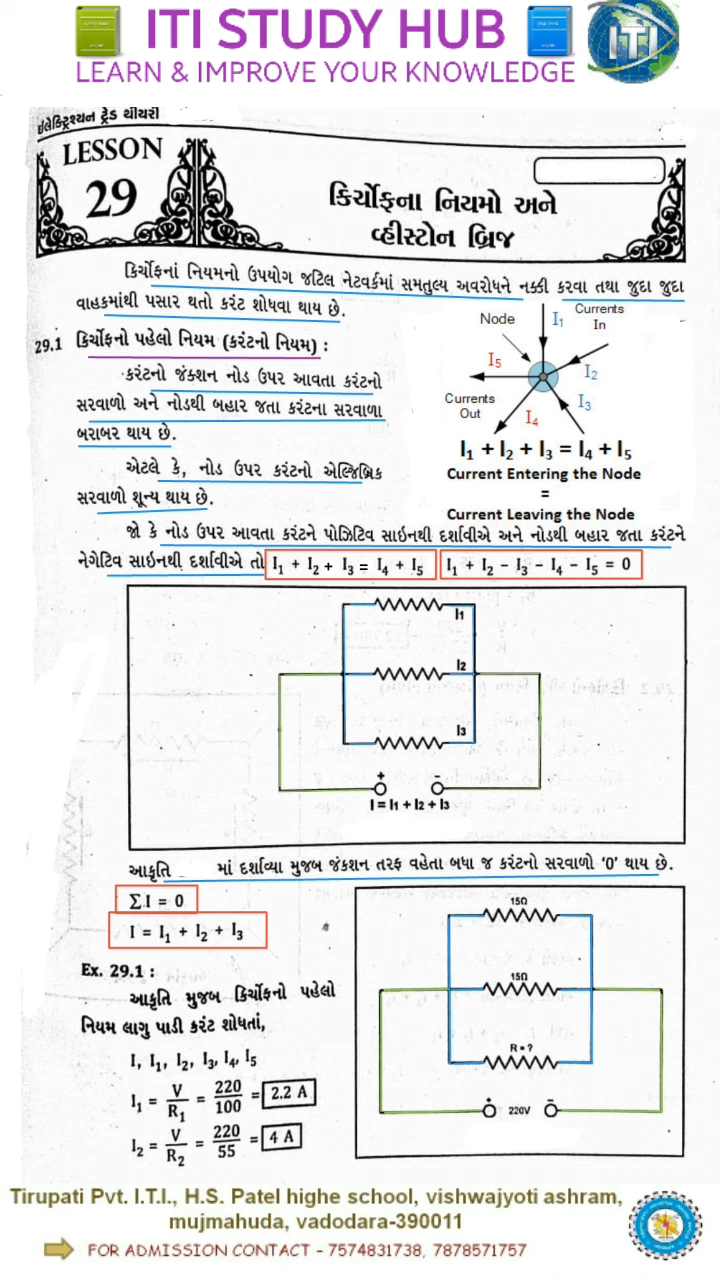 ITI STUDY HUB
ITI
LEARN & IMPROVE YOUR KNOWLEDGE
ઇલેક્ટ્રિશ્યન ટ્રેડ થીયરી
LESSON
29
કિર્ચોફના નિયમો અને
વ્હીસ્ટોન બ્રિજ
કિર્ચોફનાં નિયમનો ઉપયોગ જટિલ નેટવર્કમાં સમતુલ્ય અવરોધને નક્કી કરવા તથા જુદા જુદા
વાહકમાંથી પસાર થતો કરંટ શોધવા થાય છે.
29.1 કિર્ચોફનો પહેલો નિયમ (કરંટનો નિયમ) :
કરંટનો જંક્શન નોડ ઉપર આવતા કરંટનો
સરવાળો અને નોડથી બહાર જતા કરંટના સરવાળા
બરાબર થાય છે.
એટલે કે, નોડ ઉપર કરંટનો એલ્જિબ્રિક
સરવાળો શૂન્ય થાય છે.
Node
I₁
Currents
In
I₅
I₂
Currents
Out
I₄
I₃
I₁ + I₂ + I₃ = I₄ + I₅
Current Entering the Node
=
Current Leaving the Node
જો કે નોડ ઉપર આવતા કરંટને પોઝિટિવ સાઇનથી દર્શાવીએ અને નોડથી બહાર જતા કરંટને
નેગેટિવ સાઇનથી દર્શાવીએ તો I₁ + I₂ + I₃ = I₄ + I₅ I₁ + I₂ − I₃ − I₄ − I₅ = 0
I₁
I₂
I₃
+ -
I = I₁ + I₂ + I₃
આકૃતિ માં દર્શાવ્યા મુજબ જંકશન તરફ વહેતા બધા જ કરંટનો સરવાળો '0' થાય છે.
∑I = 0
I = I₁ + I₂ + I₃
Ex. 29.1 :
આકૃતિ મુજબ કિર્ચોફનો પહેલો
નિયમ લાગુ પાડી કરંટ શોધતાં,
I, I₁, I₂, I₃, I₄, I₅
I₁ = V/R₁ = 220/100 = 2.2 A
I₂ = V/R₂ = 220/55 = 4 A
15Ω
15Ω
R = ?
+ 220V -
Tirupati Pvt. I.T.I., H.S. Patel highe school, vishwajyoti ashram,
mujmahuda, vadodara-390011
FOR ADMISSION CONTACT - 7574831738, 7878571757